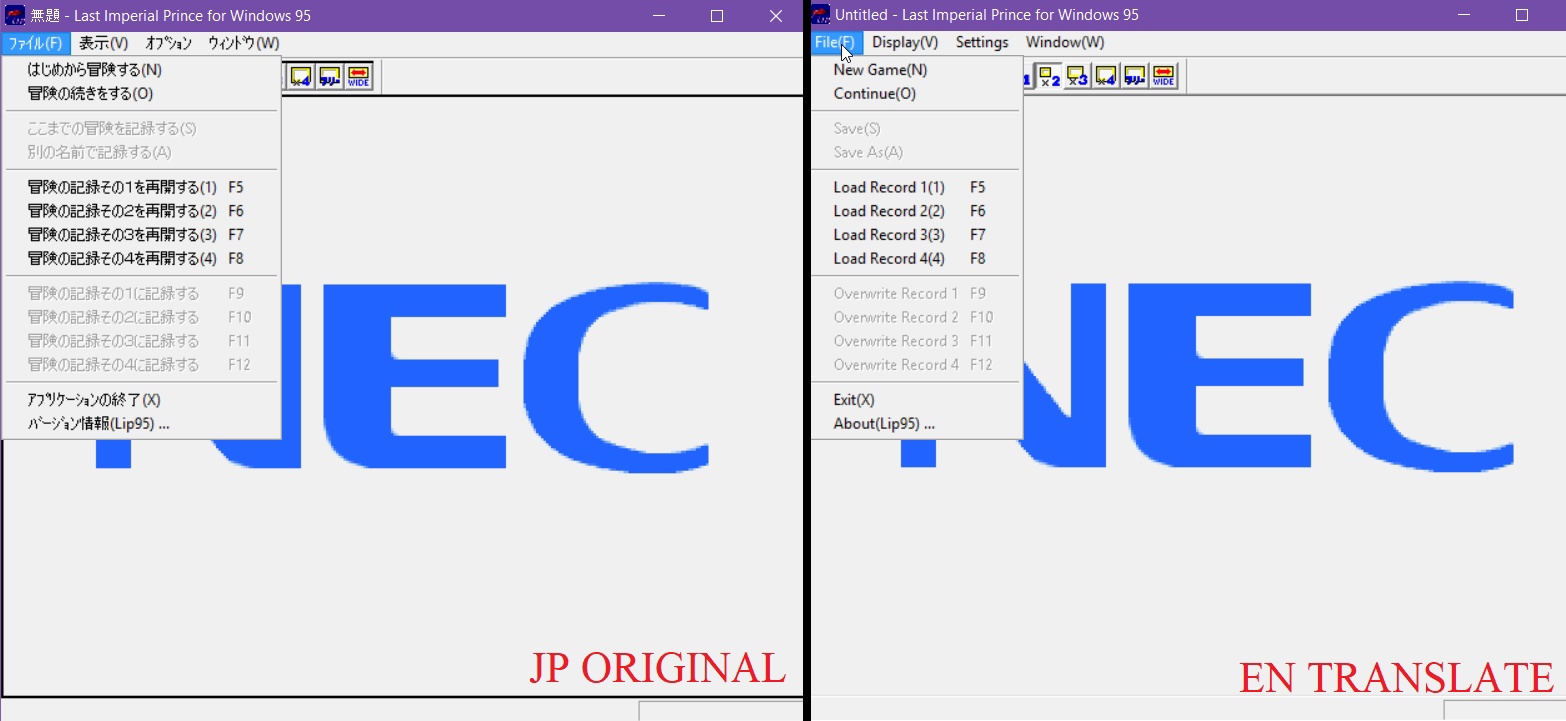 無題 - Last Imperial Prince for Windows 95
ファイル(F) 表示(V) オプション ウィンドウ(W)
はじめから冒険する(N)
冒険の続きをする(O)
ここまでの冒険を記録する(S)
別の名前で記録する(A)
冒険の記録その1を再開する(1) F5
冒険の記録その2を再開する(2) F6
冒険の記録その3を再開する(3) F7
冒険の記録その4を再開する(4) F8
冒険の記録その1に記録する F9
冒険の記録その2に記録する F10
冒険の記録その3に記録する F11
冒険の記録その4に記録する F12
アプリケーションの終了(X)
バージョン情報(Lip95) ...
x4 フリー WIDE
NEC
JP ORIGINAL
Untitled - Last Imperial Prince for Windows 95
File(F) Display(V) Settings Window(W)
New Game(N)
Continue(O)
Save(S)
Save As(A)
Load Record 1(1) F5
Load Record 2(2) F6
Load Record 3(3) F7
Load Record 4(4) F8
Overwrite Record 1 F9
Overwrite Record 2 F10
Overwrite Record 3 F11
Overwrite Record 4 F12
Exit(X)
About(Lip95) ...
1 x2 x3 x4 フリー WIDE
NEC
EN TRANSLATE